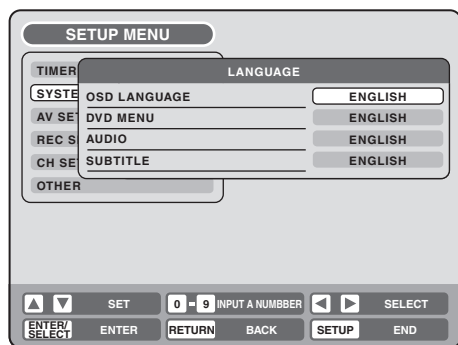 SETUP MENU
TIMER
LANGUAGE
SYSTE
OSD LANGUAGE ENGLISH
AV SET
DVD MENU ENGLISH
REC S
AUDIO ENGLISH
CH SET
SUBTITLE ENGLISH
OTHER
SET 0 - 9 INPUT A NUMBBER SELECT
ENTER/SELECT ENTER RETURN BACK SETUP END